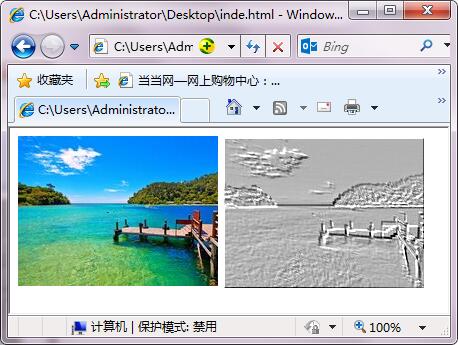 C:\Users\Administrator\Desktop\inde.html - Window...
C:\Users\Adm
Bing
收藏夹
当当网—网上购物中心：...
C:\Users\Administrato...
计算机 | 保护模式: 禁用
100%